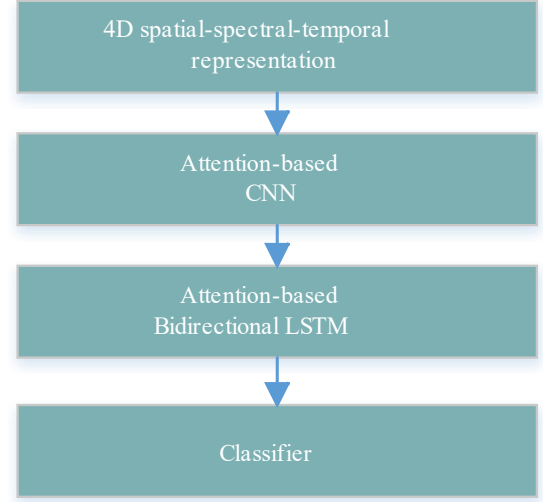 4D spatial-spectral-temporal
representation
Attention-based
CNN
Attention-based
Bidirectional LSTM
Classifier